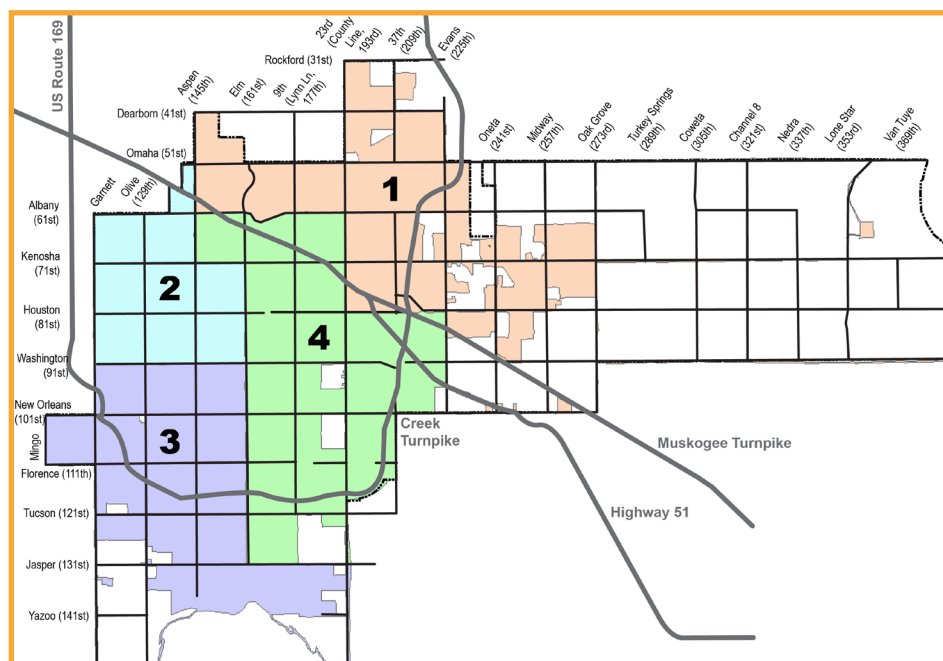 US Route 169
23rd
(County
Line,
193rd)
37th
(209th)
Evans
(225th)
Rockford (31st)
Aspen
(145th)
Elm
(161st)
9th
(Lynn Ln,
177th)
Dearborn (41st)
Omaha (51st)
Oneta
(241st)
Midway
(257th)
Oak Grove
(273rd)
Turkey Springs
(289th)
Coweta
(305th)
Channel 8
(321st)
Nedra
(337th)
Lone Star
(353rd)
Van Tuye
(369th)
Garnett
Olive
(129th)
1
Albany
(61st)
Kenosha
(71st)
2
Houston
(81st)
4
Washington
(91st)
New Orleans
(101st)
Mingo
3
Creek
Turnpike
Muskogee Turnpike
Florence (111th)
Highway 51
Tucson (121st)
Jasper (131st)
Yazoo (141st)